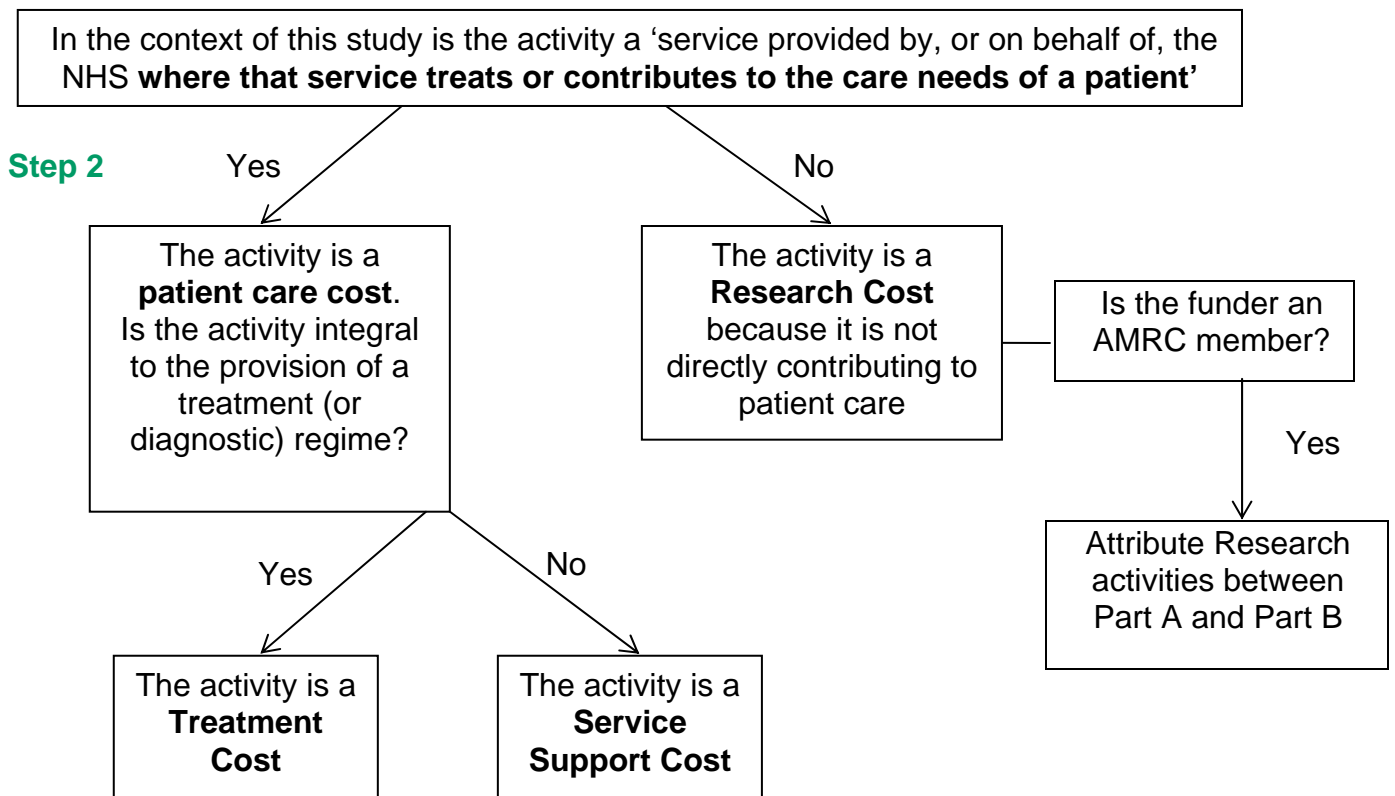 In the context of this study is the activity a ‘service provided by, or on behalf of, the
NHS where that service treats or contributes to the care needs of a patient’
Step 2
Yes
No
The activity is a
patient care cost.
Is the activity integral
to the provision of a
treatment (or
diagnostic) regime?
The activity is a
Research Cost
because it is not
directly contributing to
patient care
Is the funder an
AMRC member?
Yes
Attribute Research
activities between
Part A and Part B
Yes
No
The activity is a
Treatment
Cost
The activity is a
Service
Support Cost